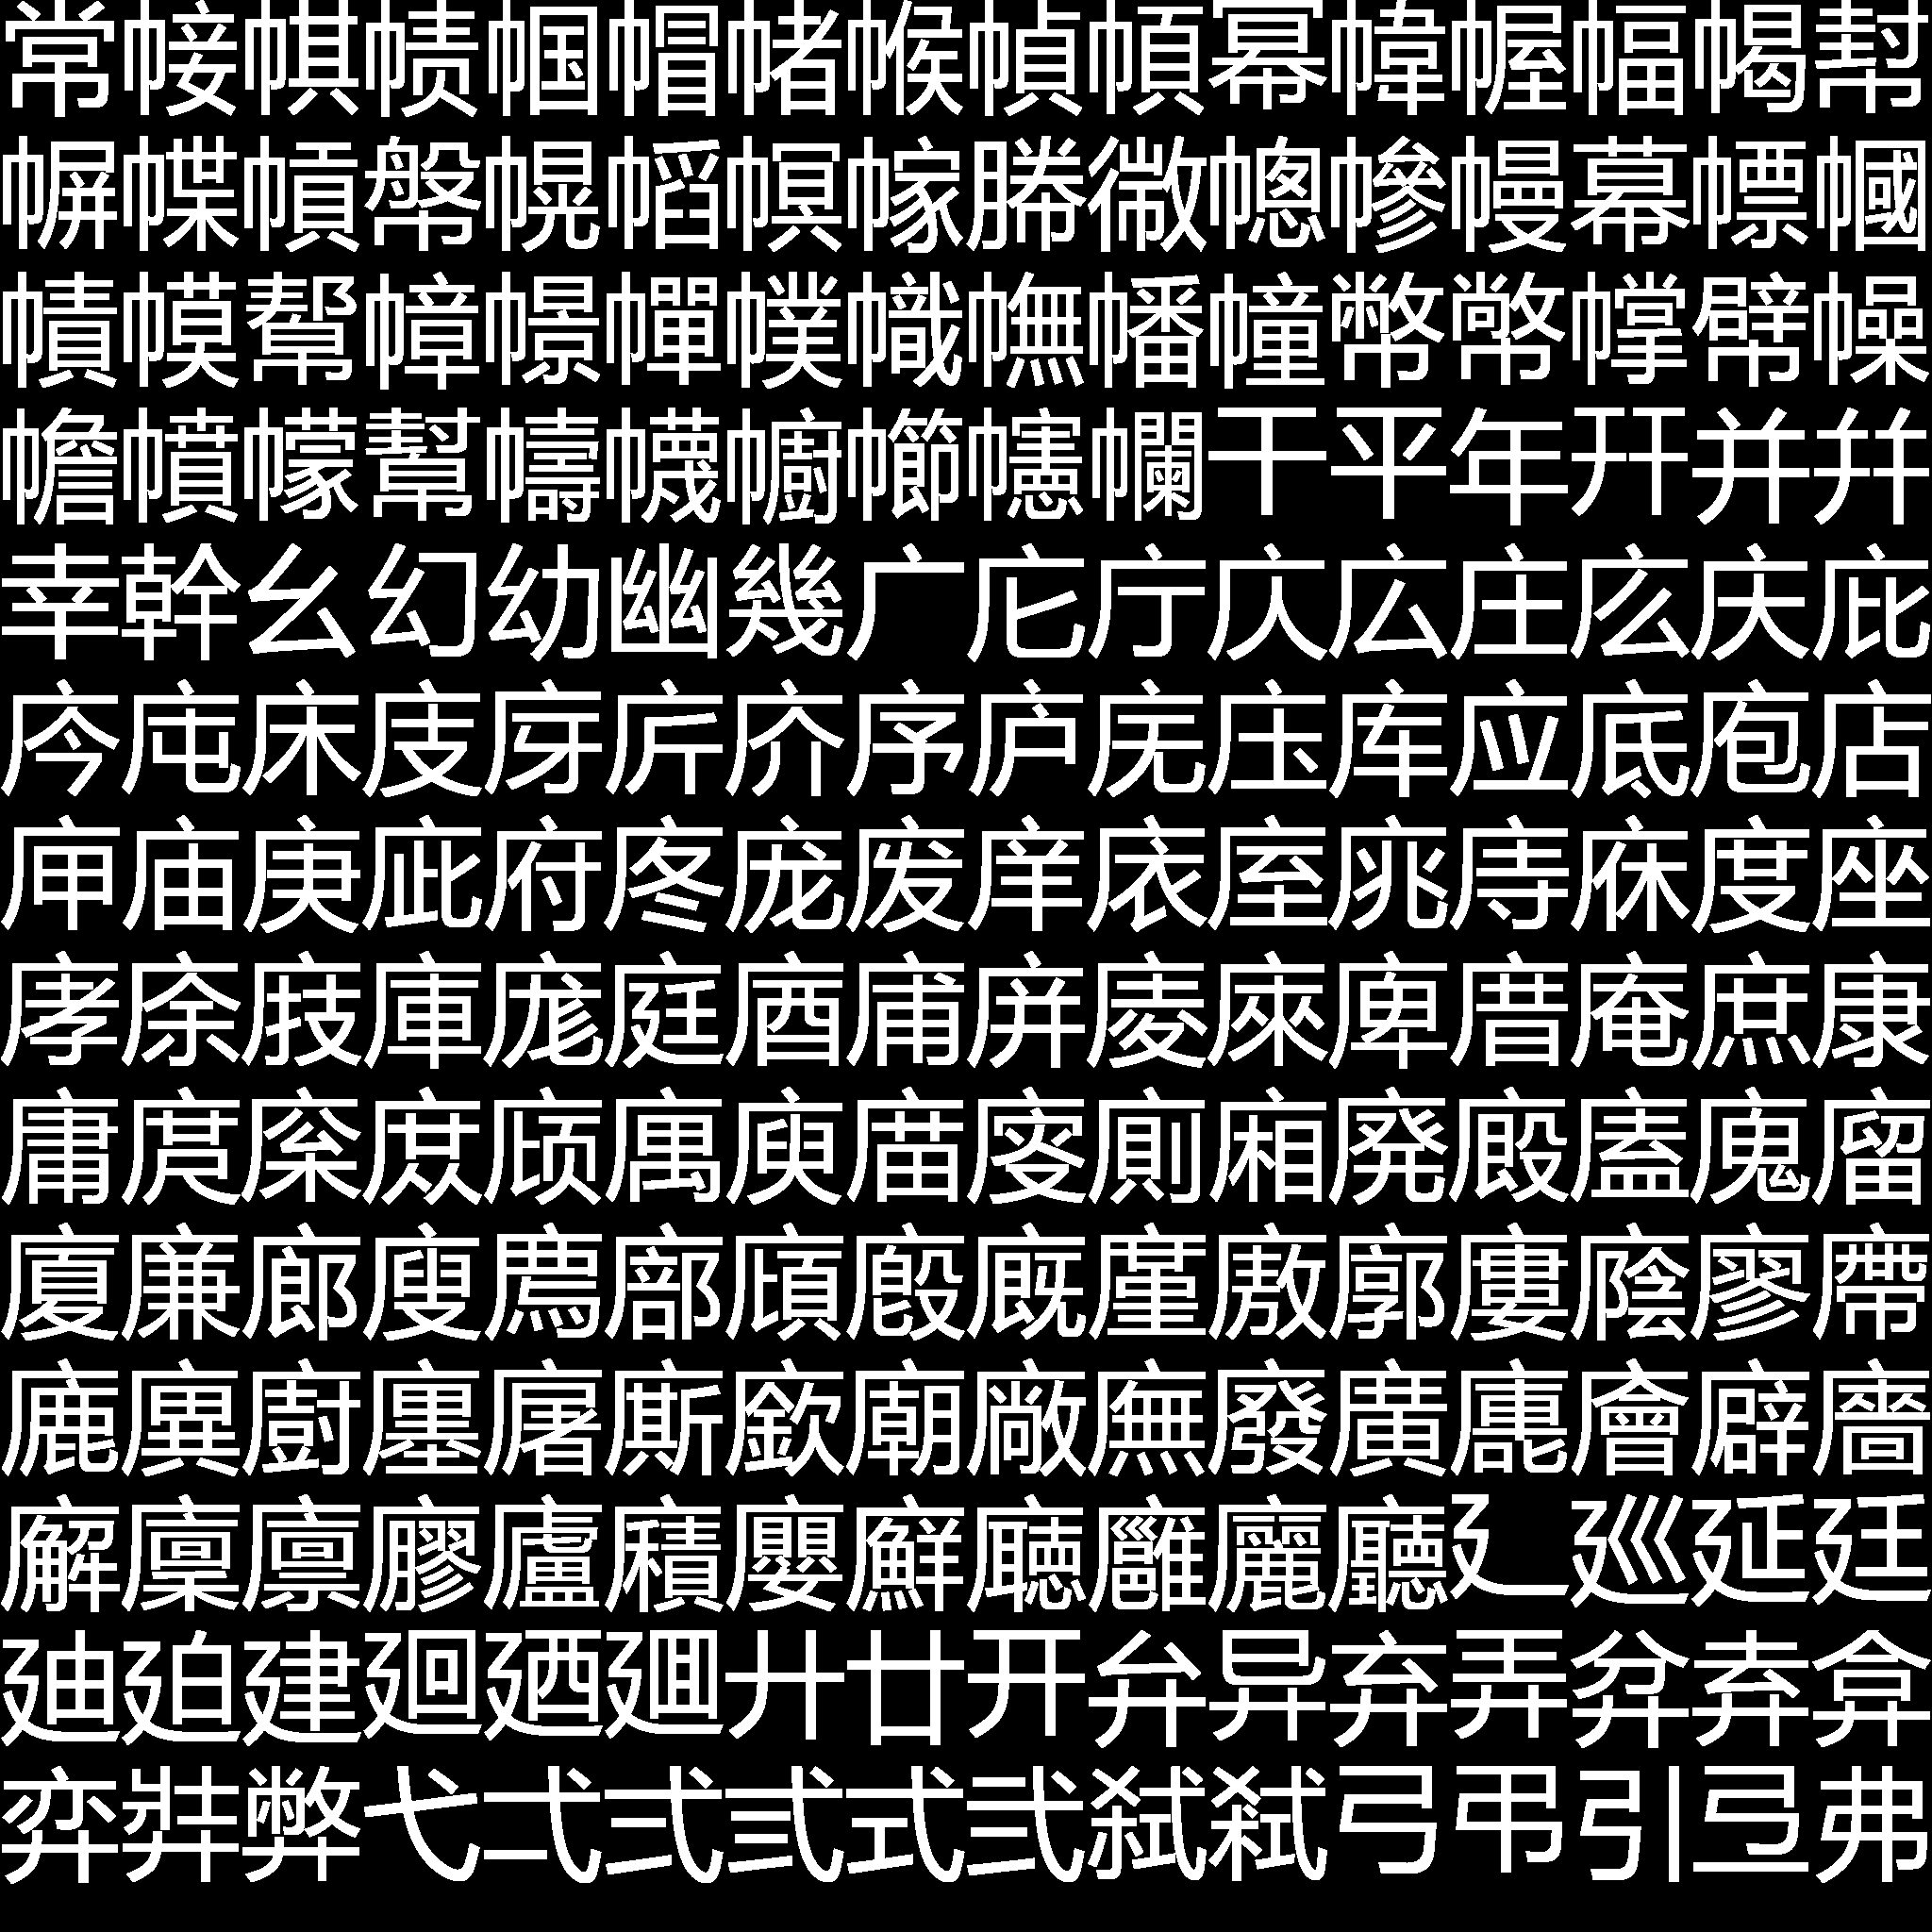 常帹帺帻帼帽帾帿幀幁幂幃幄幅幆幇
幈幉幊幋幌幍幎幏幐幑幒幓幔幕幖幗
幘幙幚幛幜幝幞幟幠幡幢幣幤幥幦幧
幨幩幪幫幬幭幮幯幰幱干平年幵并幷
幸幹幺幻幼幽幾广庀庁庂広庄庅庆庇
庈庉床庋庌庍庎序庐庑庒库应底庖店
庘庙庚庛府庝庞废庠庡庢庣庤庥度座
庨庩庪庫庬庭庮庯庰庱庲庳庴庵庶康
庸庹庺庻庼庽庾庿廀廁廂廃廄廅廆廇
廈廉廊廋廌廍廎廏廐廑廒廓廔廕廖廗
廘廙廚廛廜廝廞廟廠廡廢廣廤廥廦廧
廨廩廪廫廬廭廮廯廰廱廲廳廴廵延廷
廸廹建廻廼廽廾廿开弁异弃弄弅弆弇
弈弉弊弋弌弍弎式弐弑弒弓弔引弖弗